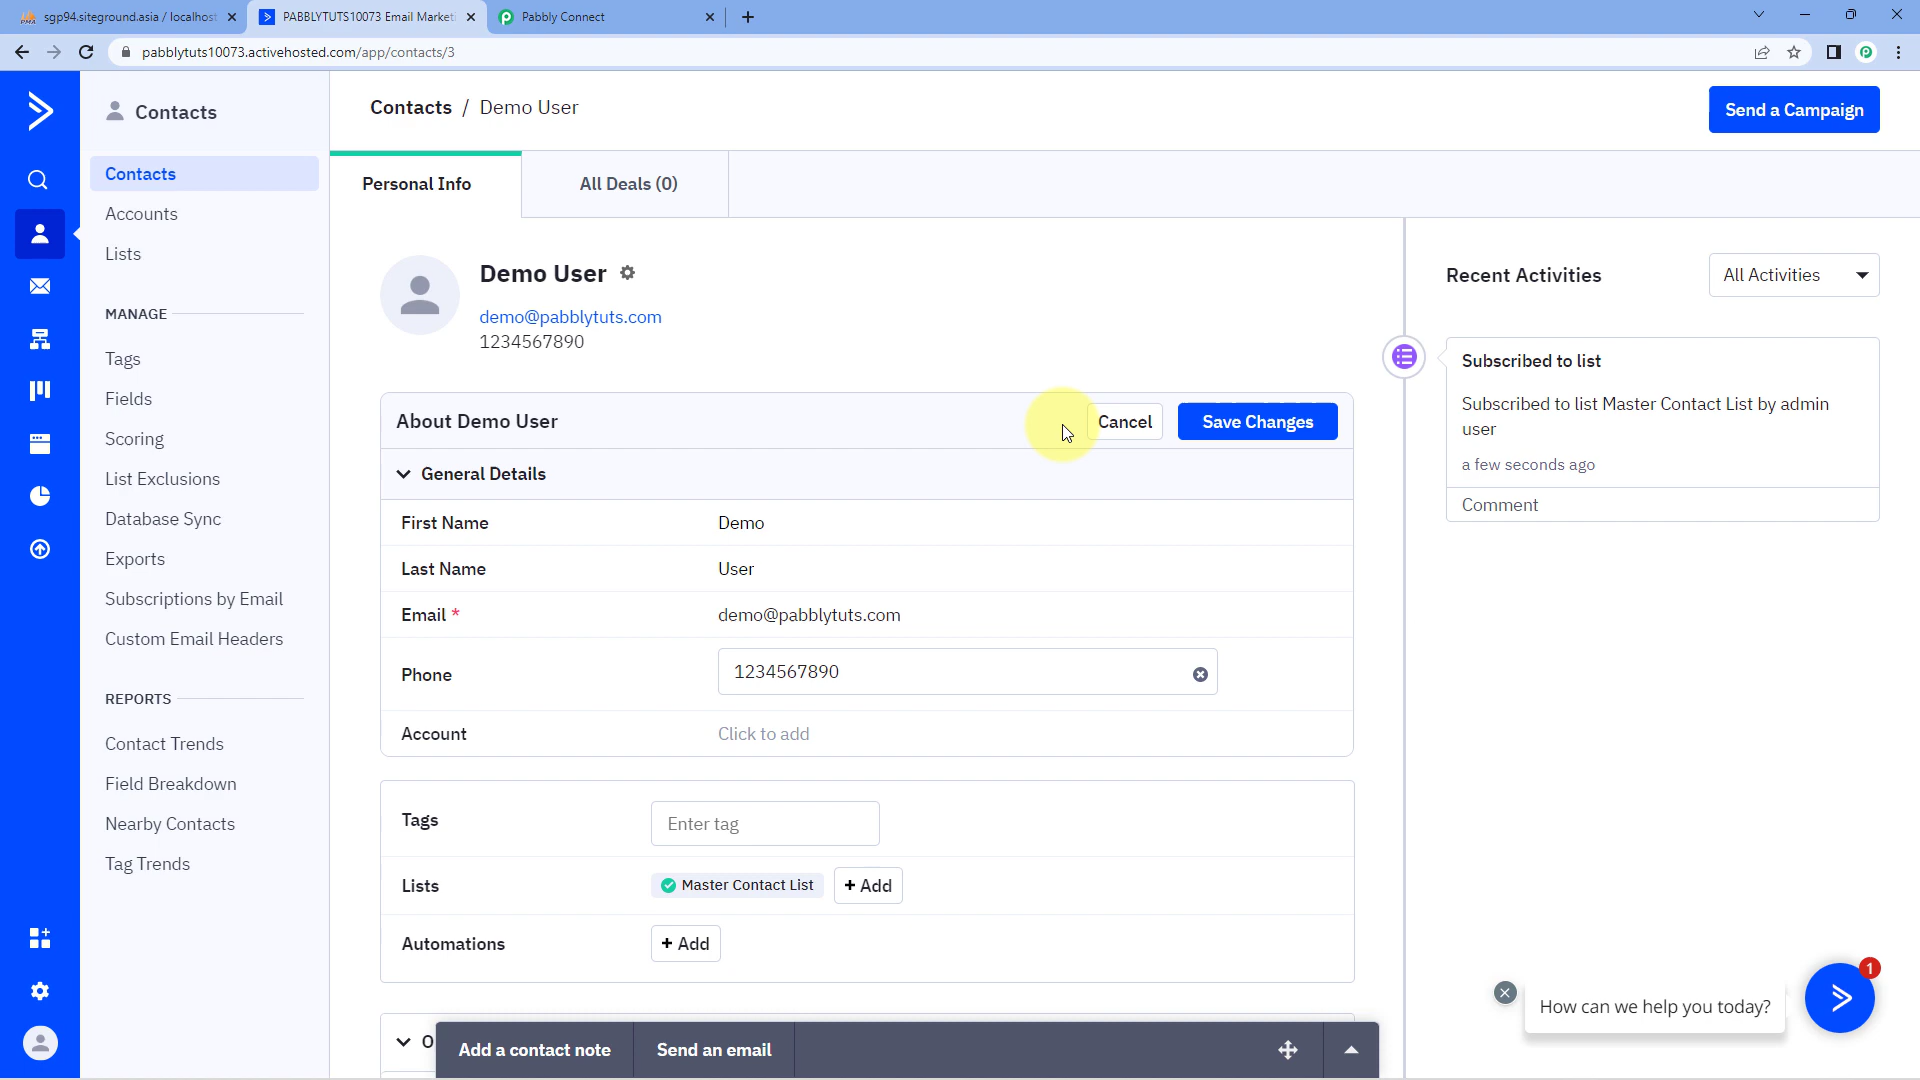 sgp94.siteground.asia / localhost
PABBLYTUTS10073 Email Marketi
Pabbly Connect
pabblytuts10073.activehosted.com/app/contacts/3
Contacts
Contacts
Accounts
Lists
MANAGE
Tags
Fields
Scoring
List Exclusions
Database Sync
Exports
Subscriptions by Email
Custom Email Headers
REPORTS
Contact Trends
Field Breakdown
Nearby Contacts
Tag Trends
Contacts / Demo User
Send a Campaign
Personal Info
All Deals (0)
Demo User
demo@pabblytuts.com
1234567890
About Demo User
Cancel
Save Changes
General Details
First Name Demo
Last Name User
Email * demo@pabblytuts.com
Phone 1234567890
Account Click to add
Tags Enter tag
Lists Master Contact List + Add
Automations + Add
O
Add a contact note
Send an email
Recent Activities
All Activities
Subscribed to list
Subscribed to list Master Contact List by admin
user
a few seconds ago
Comment
How can we help you today?
1